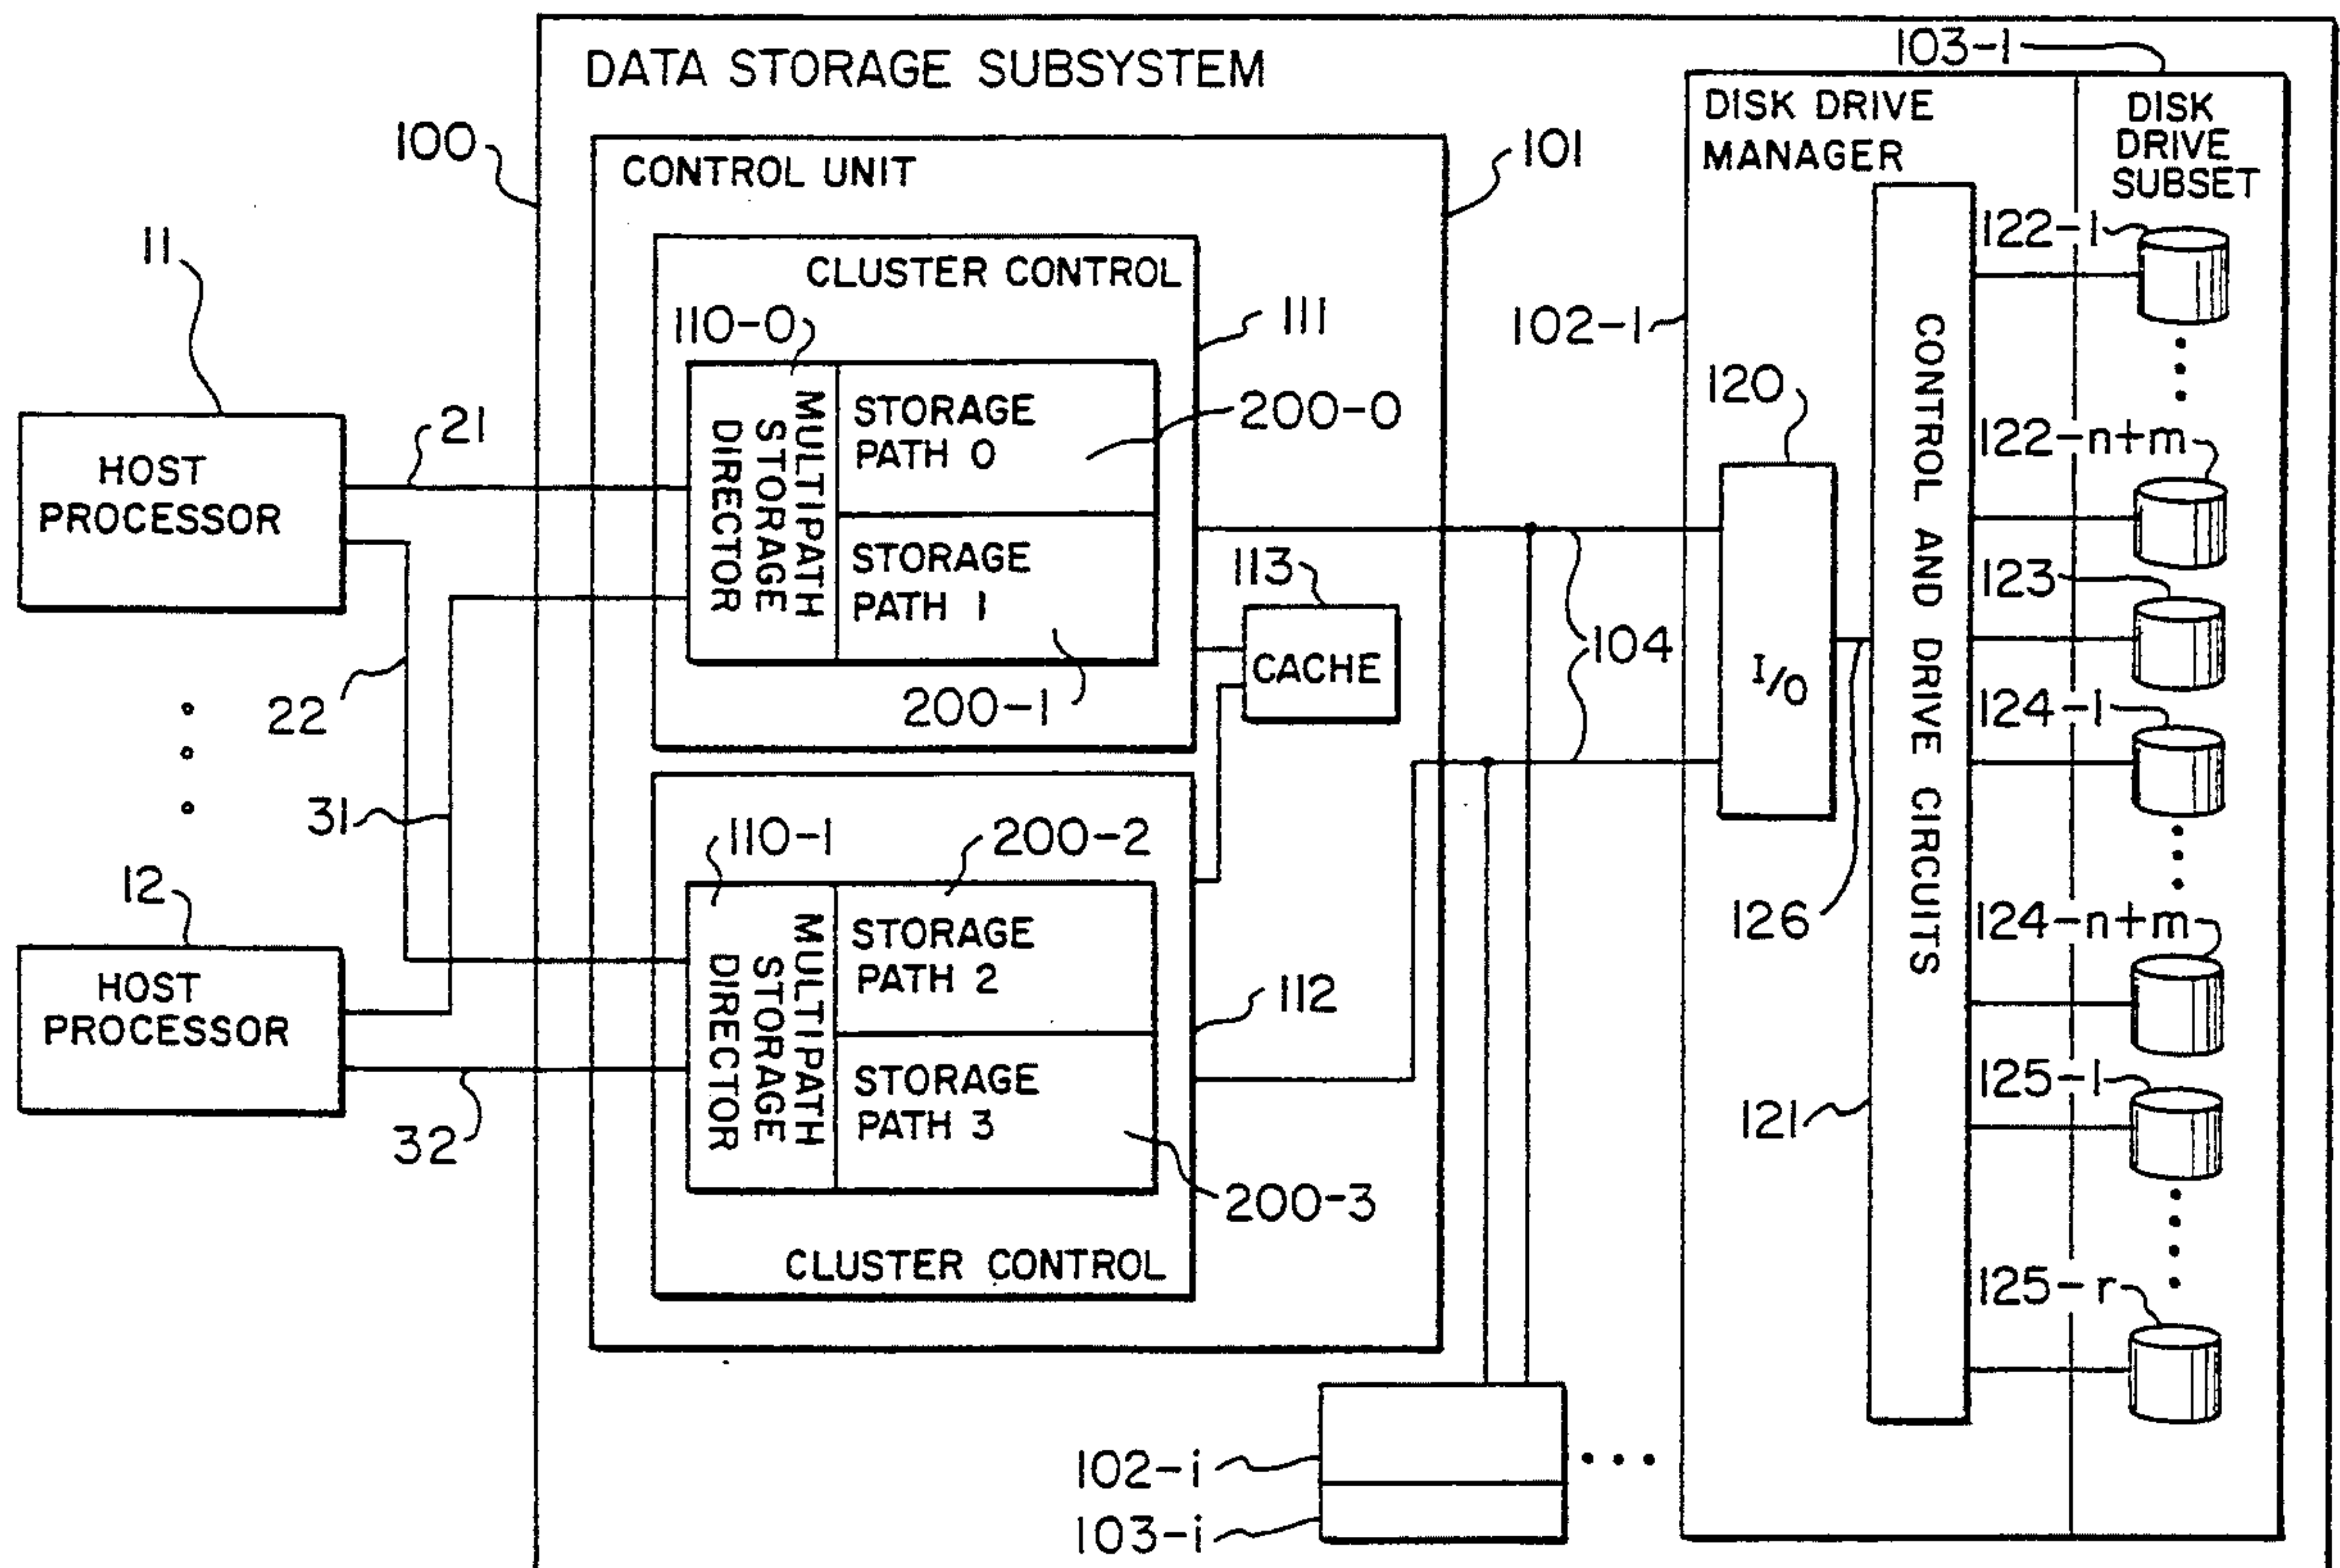 DATA STORAGE SUBSYSTEM
100
CONTROL UNIT
101
CLUSTER CONTROL
110-0
111
MULTIPATH
STORAGE
DIRECTOR
STORAGE
PATH 0
200-0
STORAGE
PATH 1
200-1
113
CACHE
104
11
HOST
PROCESSOR
21
22
31
12
HOST
PROCESSOR
32
110-1
200-2
MULTIPATH
STORAGE
DIRECTOR
STORAGE
PATH 2
112
STORAGE
PATH 3
200-3
CLUSTER CONTROL
102-i
103-i
103-1
DISK DRIVE
MANAGER
DISK
DRIVE
SUBSET
102-1
120
I/O
126
121
CONTROL AND DRIVE CIRCUITS
122-1
122-n+m
123
124-1
124-n+m
125-1
125-r